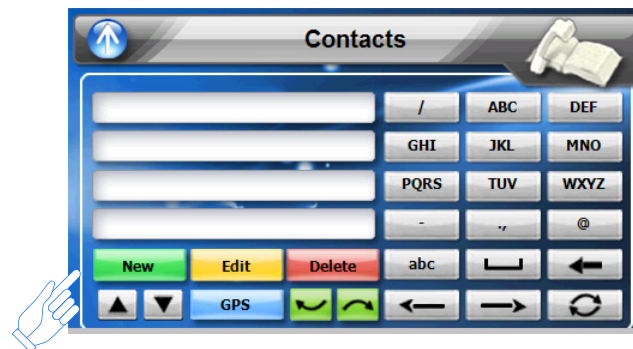 Contacts
/ ABC DEF
GHI JKL MNO
PQRS TUV WXYZ
- ., @
New Edit Delete abc
GPS